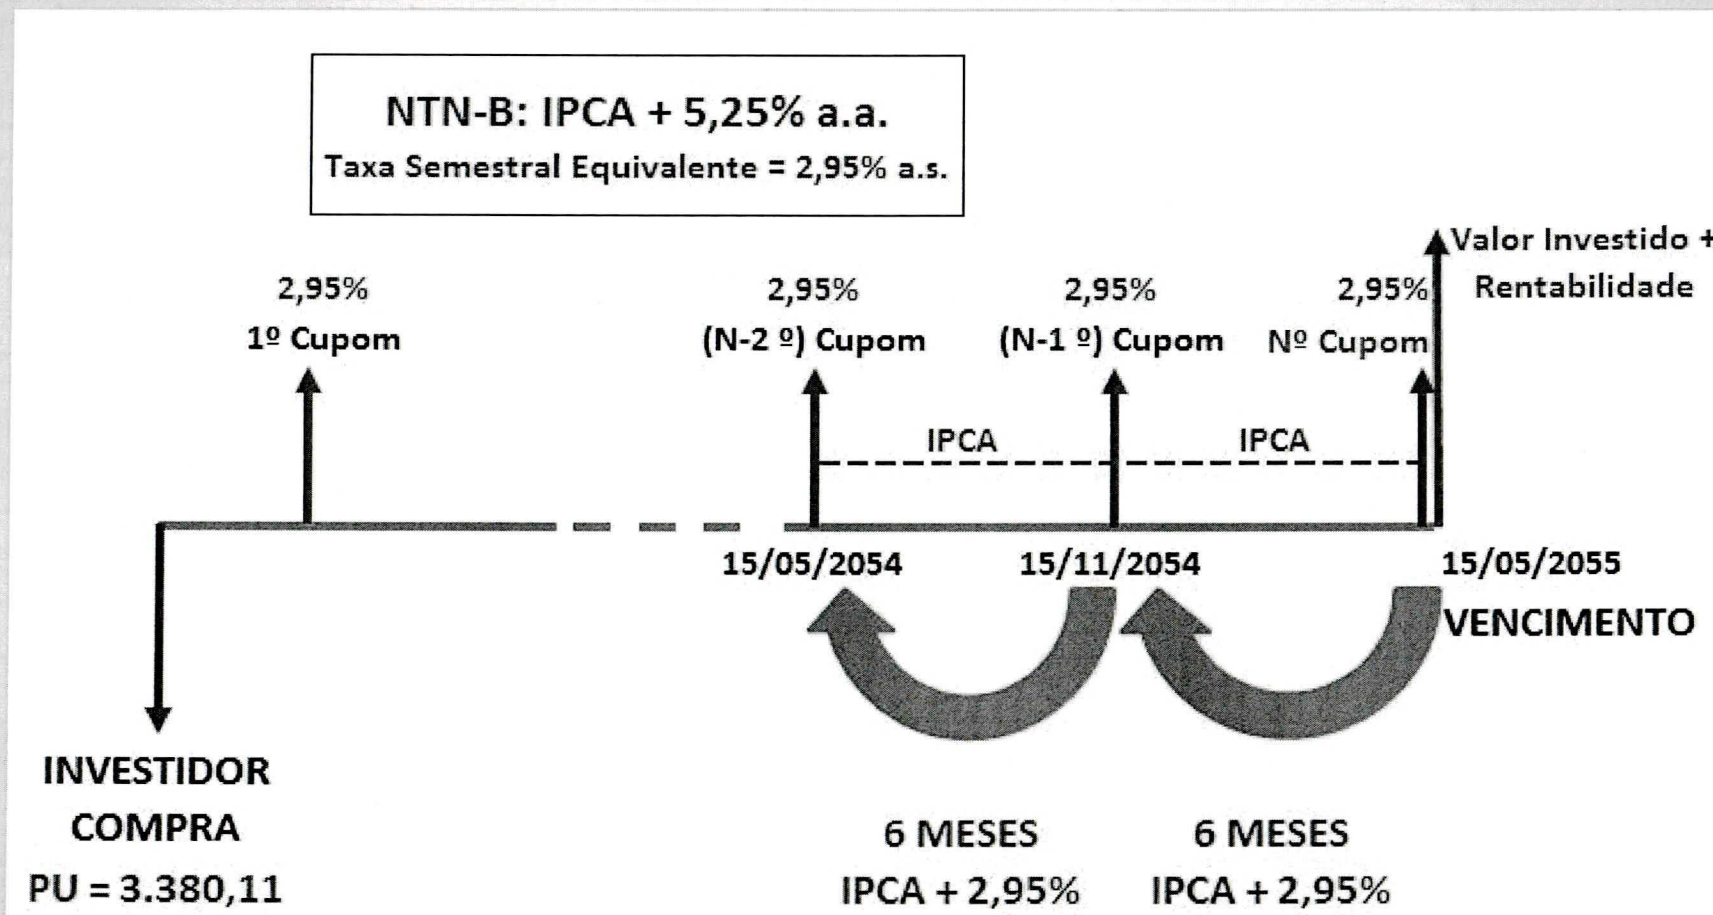 NTN-B: IPCA + 5,25% a.a.
Taxa Semestral Equivalente = 2,95% a.s.
Valor Investido +
Rentabilidade
2,95%
1º Cupom
2,95%
(N-2 º) Cupom
2,95%
(N-1 º) Cupom
2,95%
Nº Cupom
IPCA
IPCA
15/05/2054
15/11/2054
15/05/2055
VENCIMENTO
INVESTIDOR
COMPRA
PU = 3.380,11
6 MESES
IPCA + 2,95%
6 MESES
IPCA + 2,95%